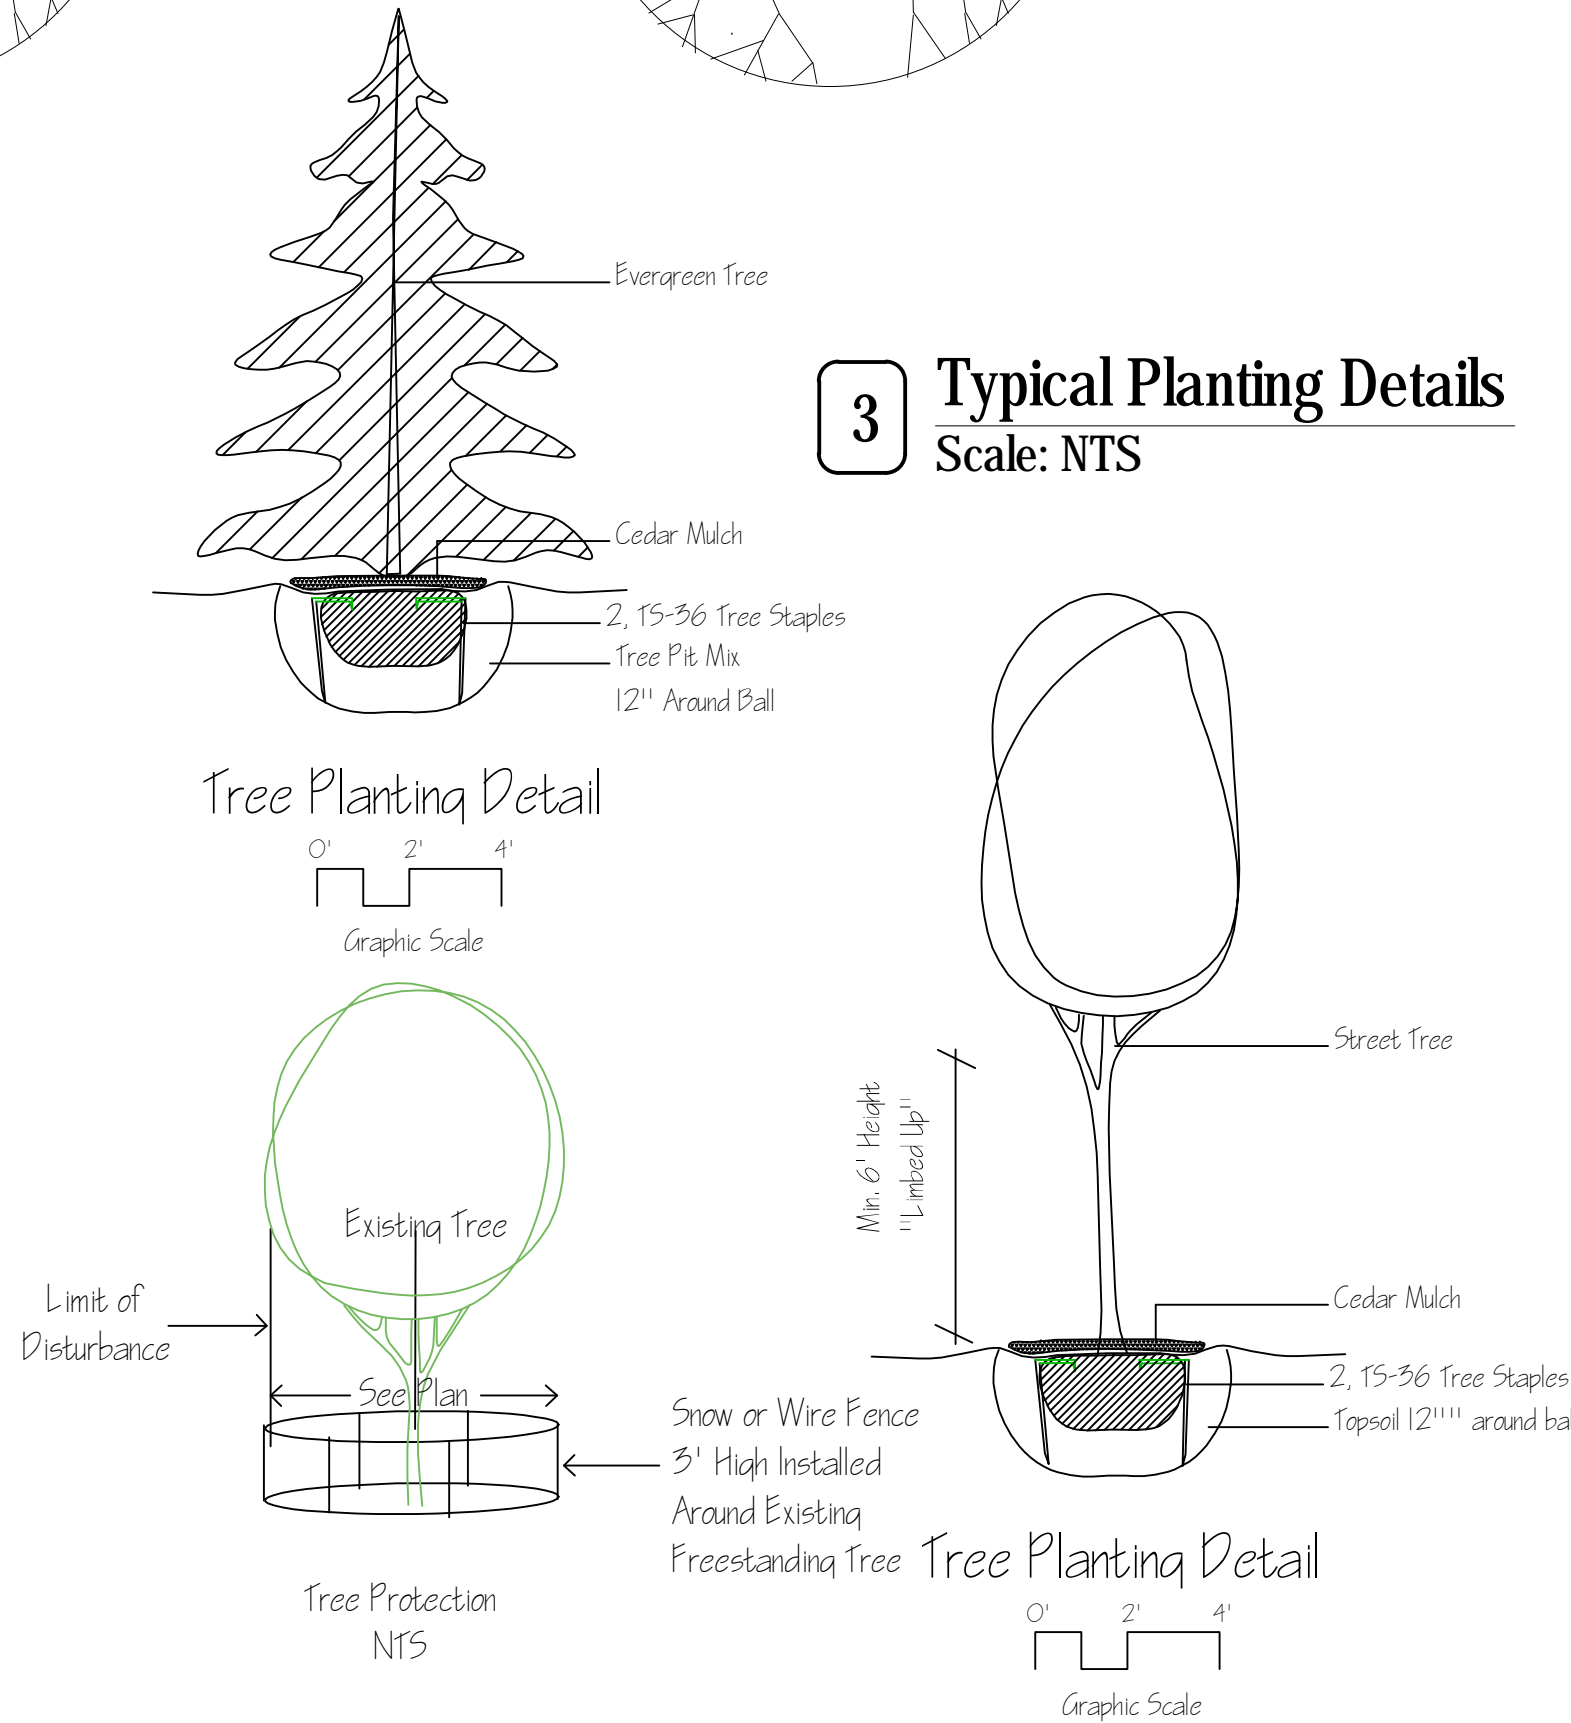 Evergreen Tree
Cedar Mulch
2, TS-36 Tree Staples
Tree Pit Mix
12'' Around Ball
Tree Planting Detail
0' 2' 4'
Graphic Scale
3
Typical Planting Details
Scale: NTS
Existing Tree
Limit of
Disturbance
See Plan
Snow or Wire Fence
3' High Installed
Around Existing
Freestanding Tree
Tree Protection
NTS
Min. 6' Height
"Limbed Up"
Street Tree
Cedar Mulch
2, TS-36 Tree Staples
Topsoil 12'''' around
Tree Planting Detail
0' 2' 4'
Graphic Scale